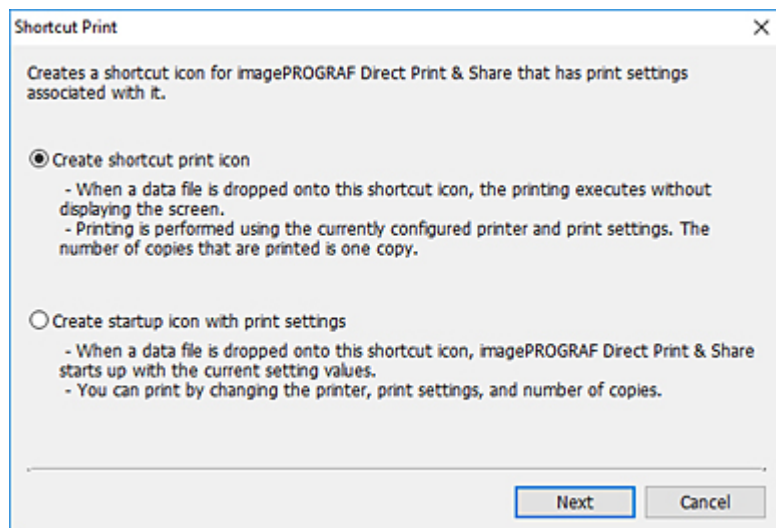 Shortcut Print
Creates a shortcut icon for imagePROGRAF Direct Print & Share that has print settings
associated with it.
Create shortcut print icon
- When a data file is dropped onto this shortcut icon, the printing executes without
displaying the screen.
- Printing is performed using the currently configured printer and print settings. The
number of copies that are printed is one copy.
Create startup icon with print settings
- When a data file is dropped onto this shortcut icon, imagePROGRAF Direct Print & Share
starts up with the current setting values.
- You can print by changing the printer, print settings, and number of copies.
Next
Cancel